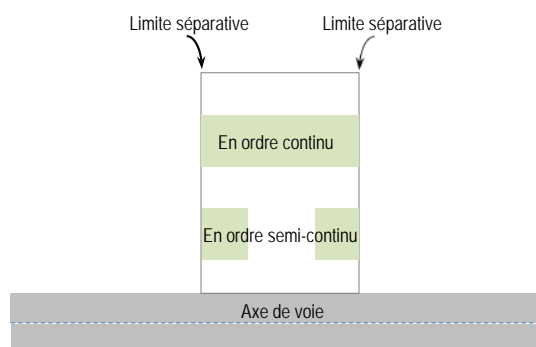 Limite séparative Limite séparative
En ordre continu
En ordre semi-continu
Axe de voie